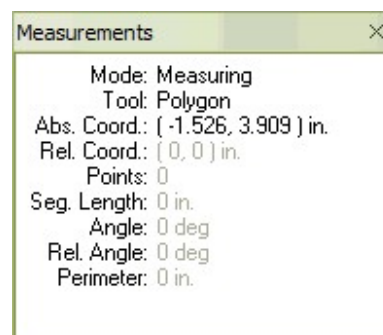 Measurements
Mode: Measuring
Tool: Polygon
Abs. Coord.: ( -1.526, 3.909 ) in.
Rel. Coord.: ( 0, 0 ) in.
Points: 0
Seg. Length: 0 in.
Angle: 0 deg
Rel. Angle: 0 deg
Perimeter: 0 in.